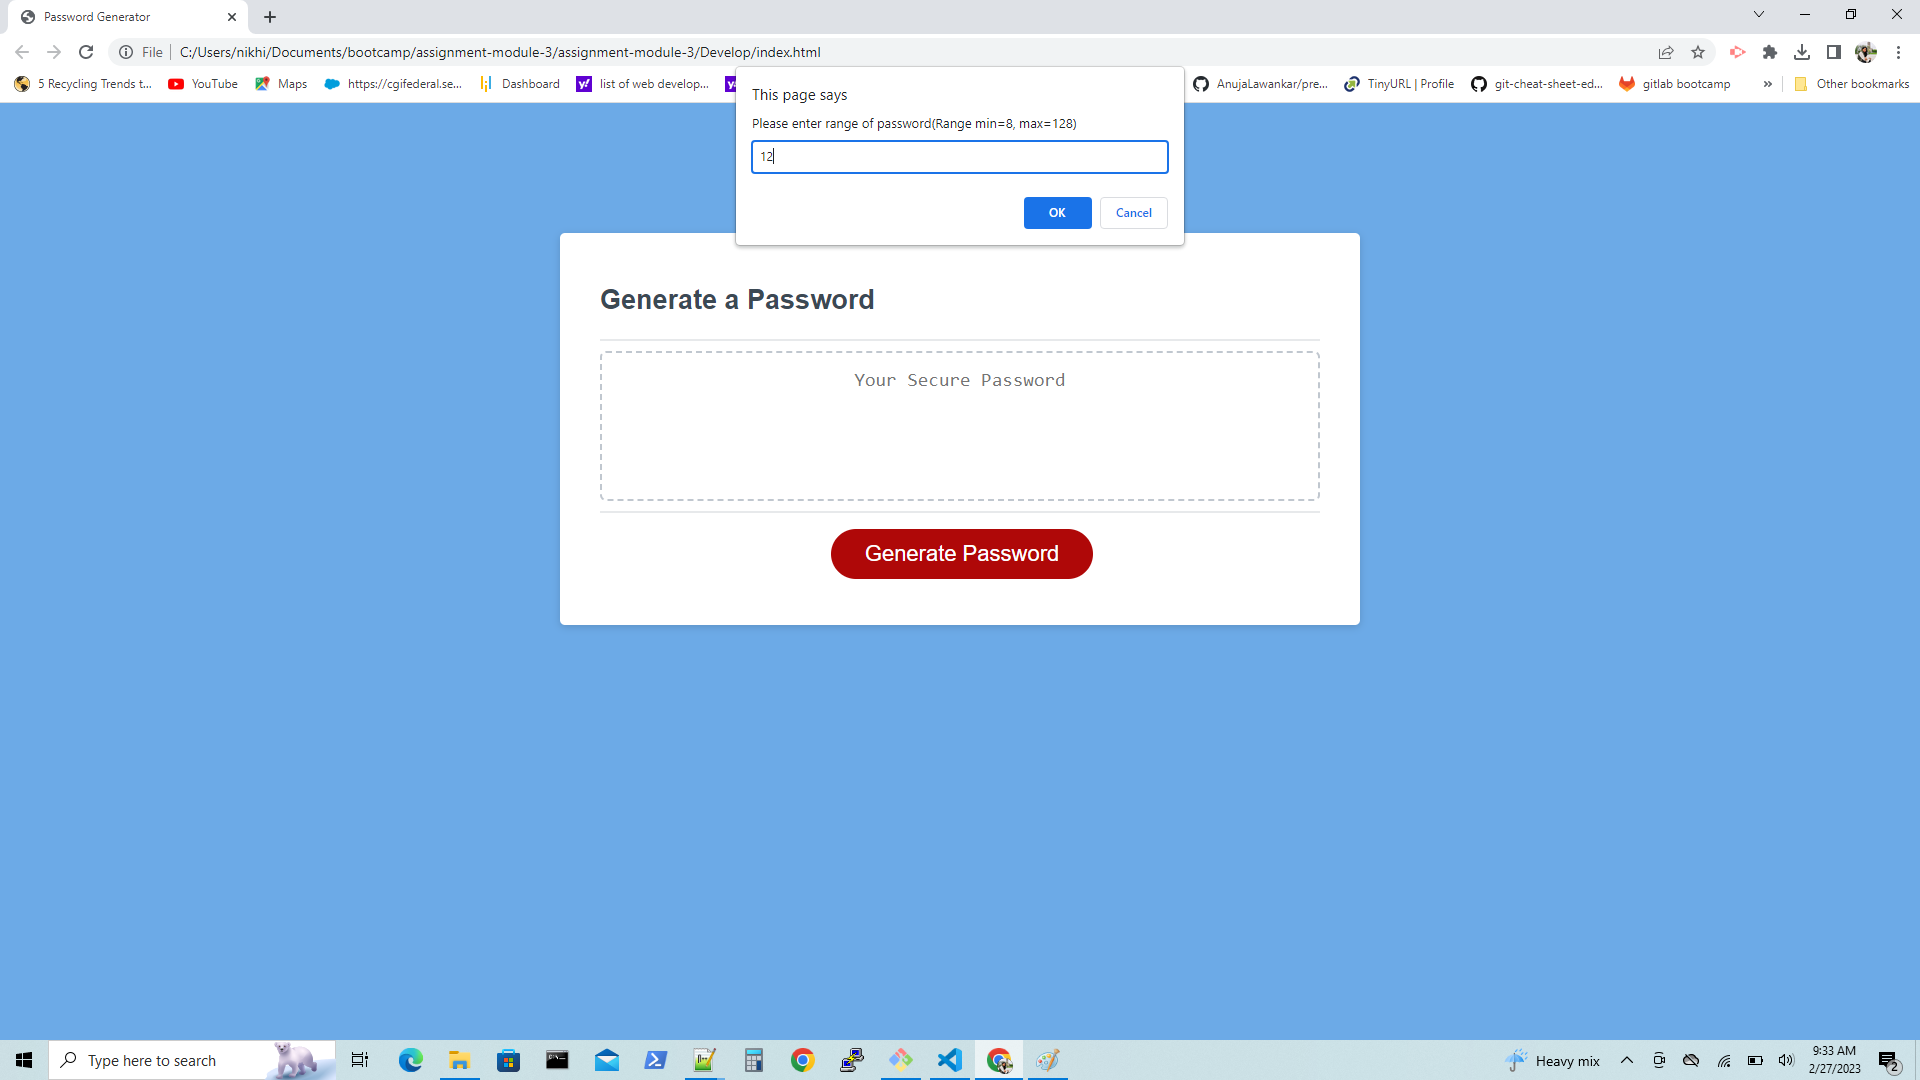 Password Generator
File
C:/Users/nikhi/Documents/bootcamp/assignment-module-3/assignment-module-3/Develop/index.html
5 Recycling Trends t...
YouTube
Maps
https://cgifederal.se...
Dashboard
list of web develop...
AnujaLawankar/pre...
TinyURL | Profile
git-cheat-sheet-ed...
gitlab bootcamp
»
Other bookmarks
This page says
Please enter range of password(Range min=8, max=128)
12
OK
Cancel
Generate a Password
Your Secure Password
Generate Password
Type here to search
Heavy mix
9:33 AM
2/27/2023
2